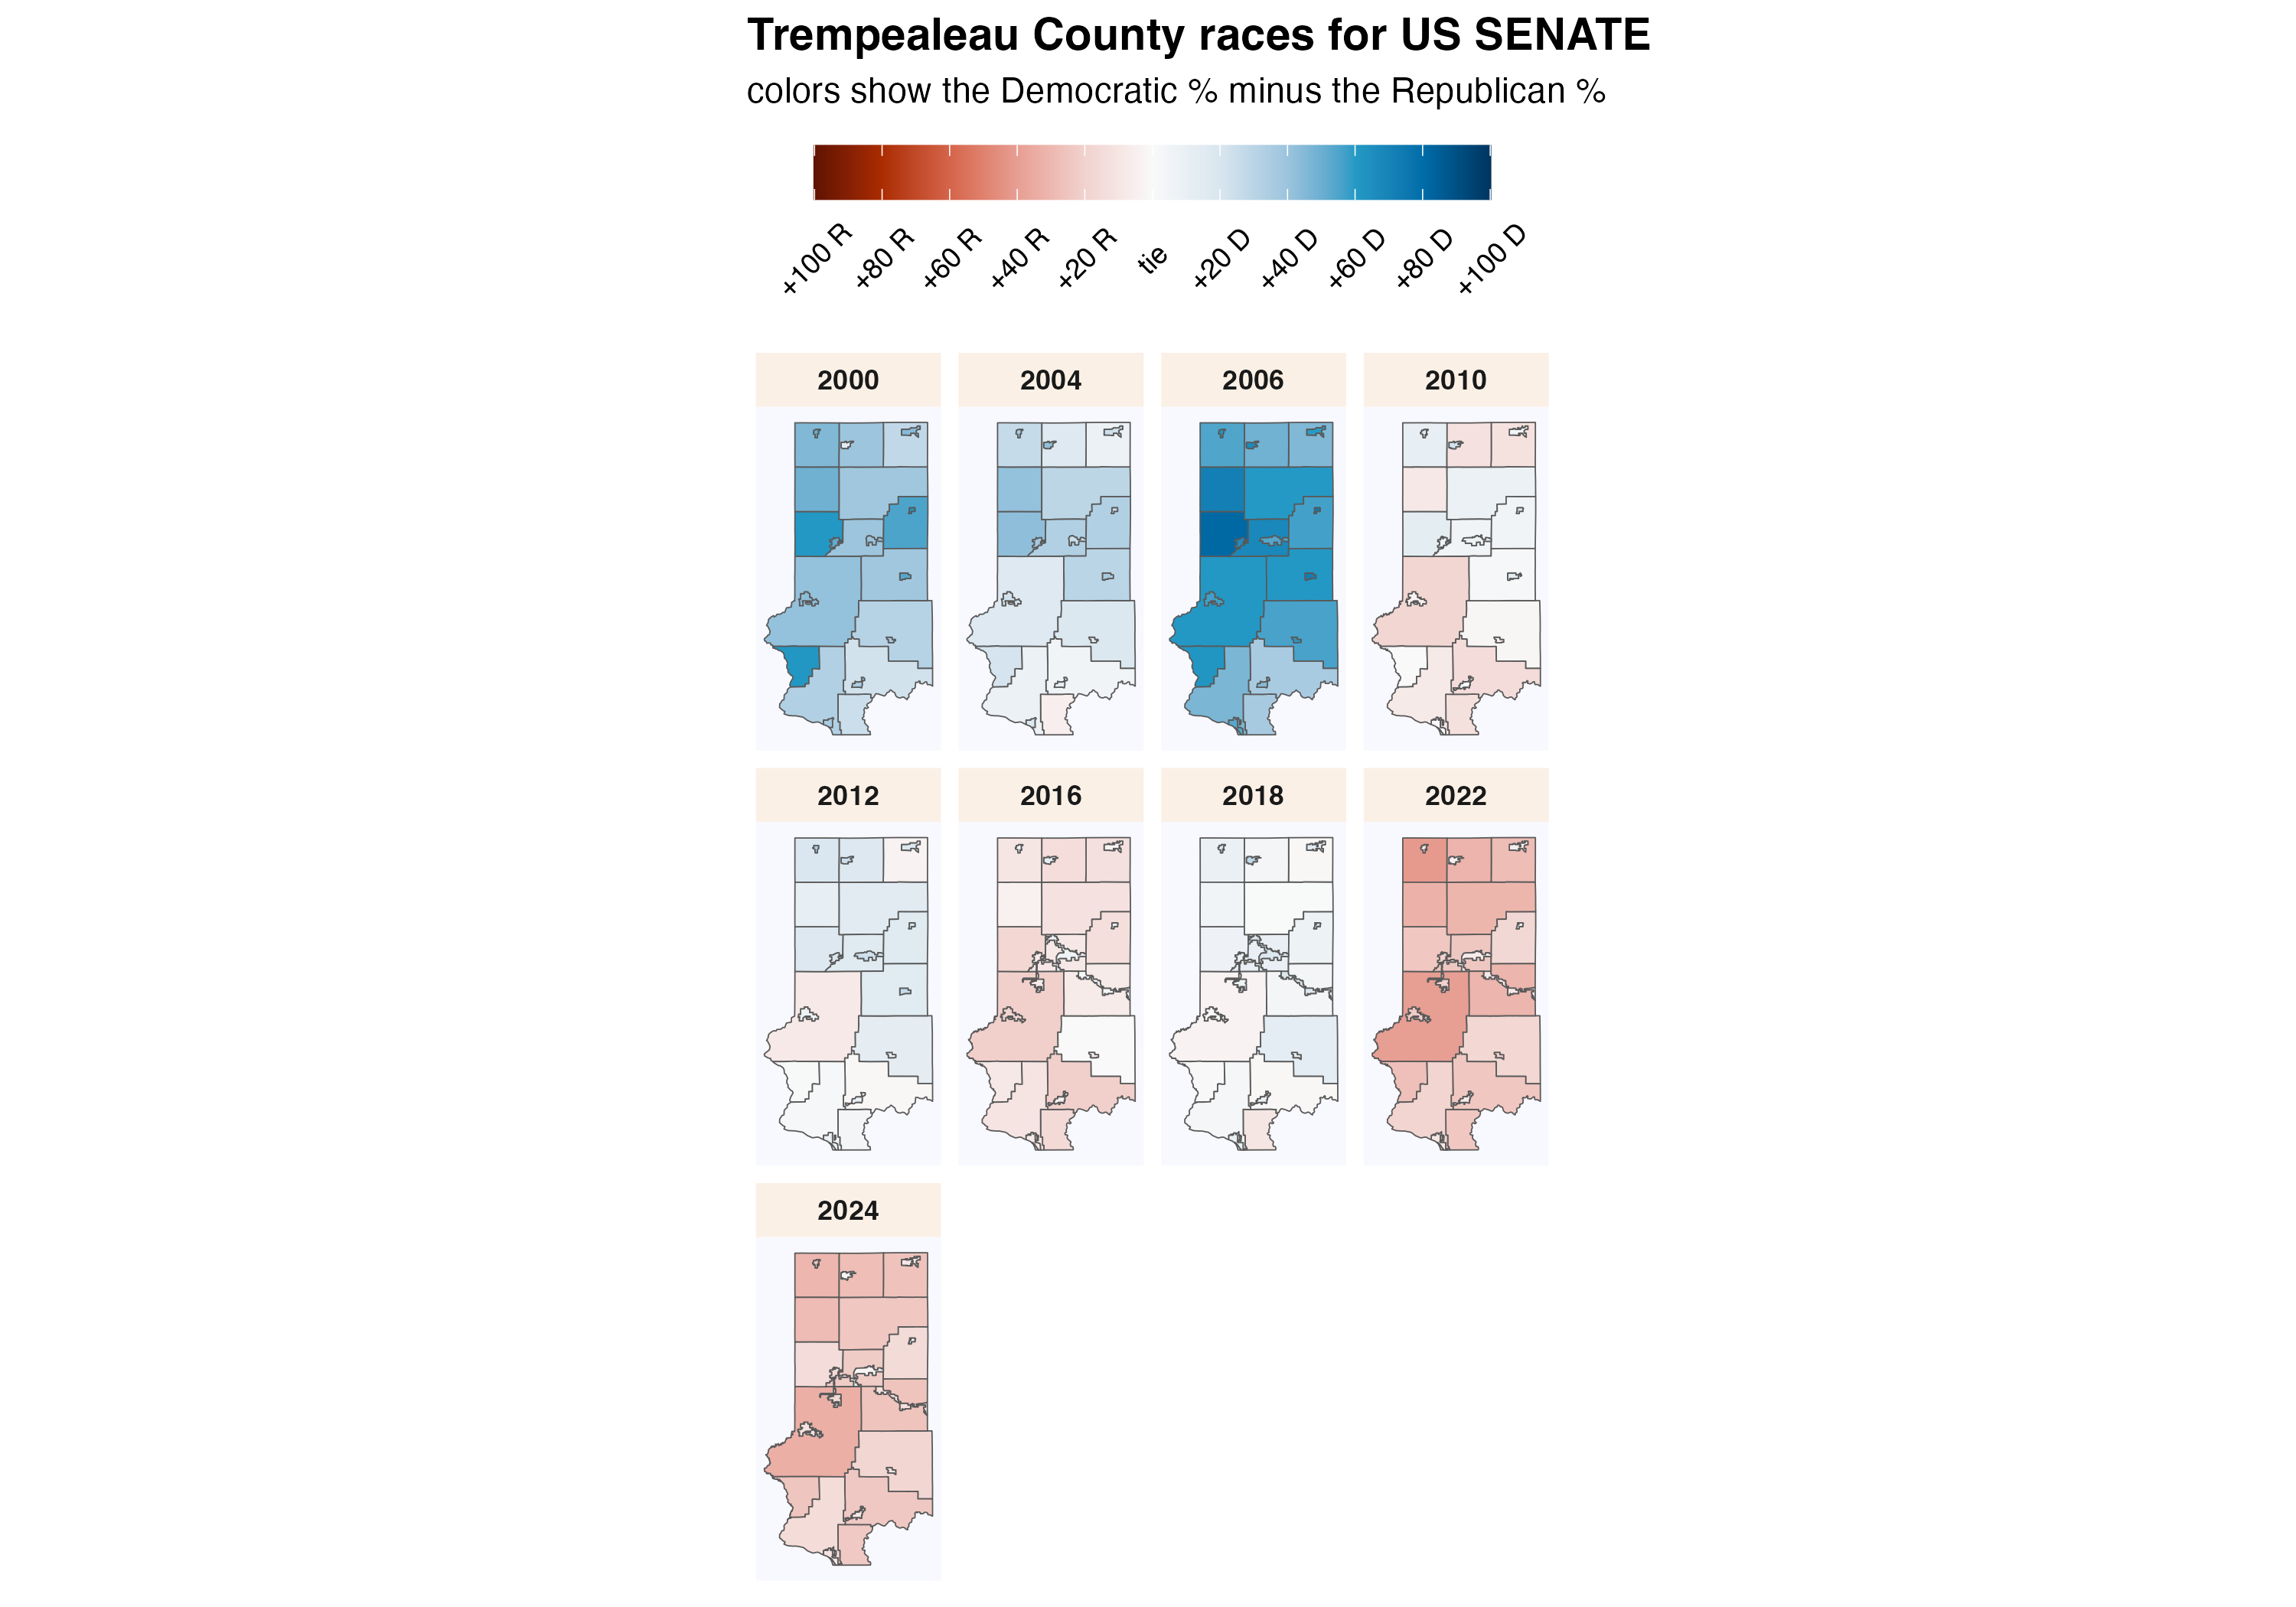 Trempealeau County races for US SENATE
colors show the Democratic % minus the Republican %
+100 R +80 R +60 R +40 R +20 R tie +20 D +40 D +60 D +80 D +100 D
2000 2004 2006 2010
2012 2016 2018 2022
2024